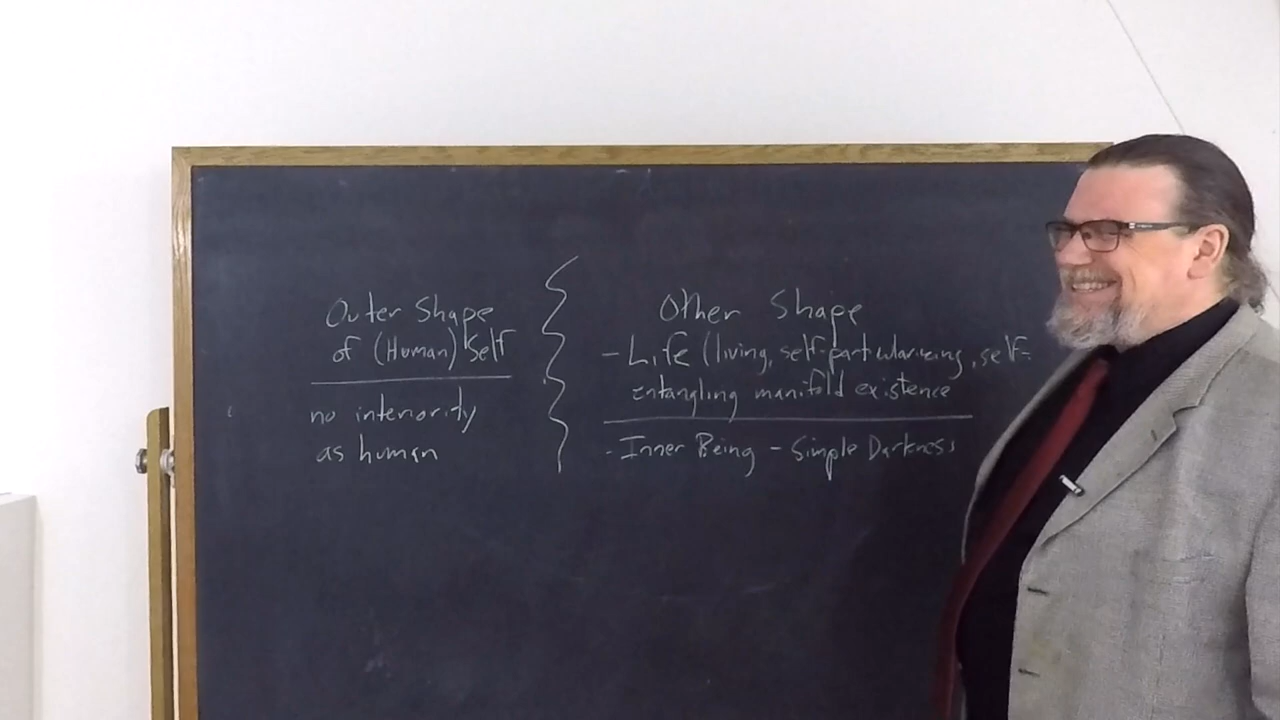 Outer Shape
of (Human) Self
no interiority
as human
Other Shape
- Life (living, self-particularizing, self-
entangling manifold existence
- Inner Being - Simple Darkness